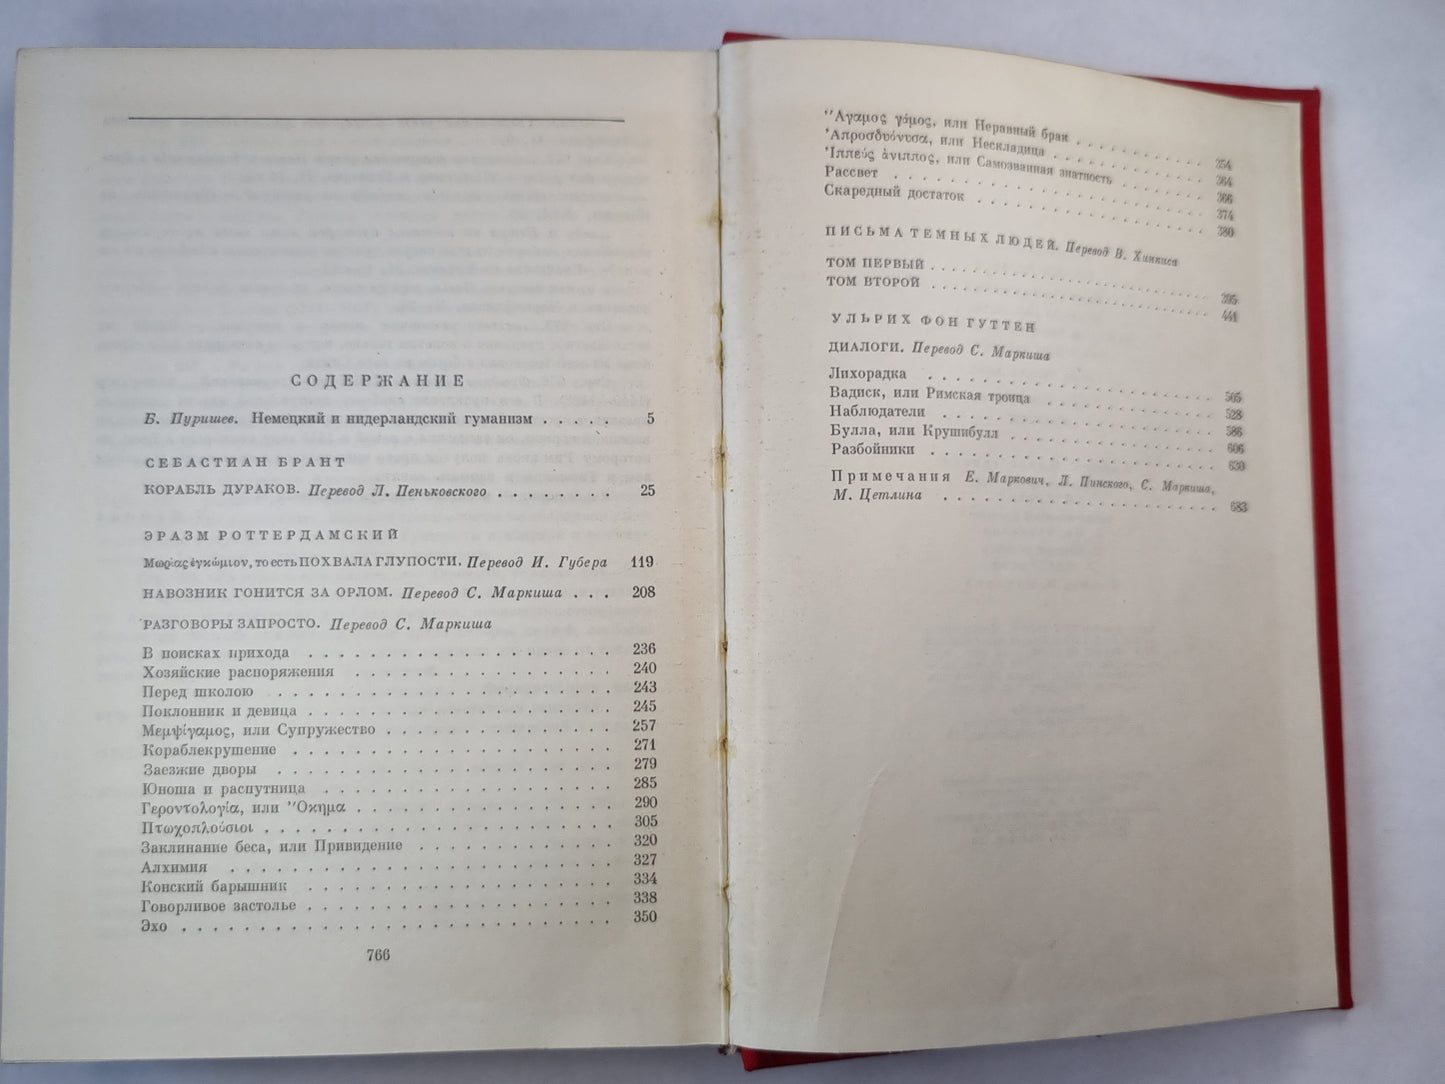 СОДЕРЖАНИЕ
Б. Пуришев. Немецкий и нидерландский гуманизм . . . . . 5
СЕБАСТИАН БРАНТ
КОРАБЛЬ ДУРАКОВ. Перевод Л. Пеньковского . . . . . . . . 25
ЭРАЗМ РОТТЕРДАМСКИЙ
Μωρίας ἐγκώμιον, то есть ПОХВАЛА ГЛУПОСТИ. Перевод И. Губера 119
НАВОЗНИК ГОНИТСЯ ЗА ОРЛОМ. Перевод С. Маркиша . . . 208
РАЗГОВОРЫ ЗАПРОСТО. Перевод С. Маркиша
В поисках прихода . . . . . . . . . . 236
Хозяйские распоряжения . . . . . . . . . . 240
Перед школою . . . . . . . . . . 243
Поклонник и девица . . . . . . . . . . 245
Μεμψίγαμος, или Супружество . . . . . . . . . . 257
Кораблекрушение . . . . . . . . . . 271
Заезжие дворы . . . . . . . . . . 279
Юноша и распутница . . . . . . . . . . 285
Γεροντολογία, или ῎Οχημα . . . . . . . . . . 290
Πτωχοπλούσιοι . . . . . . . . . . 305
Заклинание беса, или Привидение . . . . . . . . . . 320
Алхимия . . . . . . . . . . 327
Конский барышник . . . . . . . . . . 334
Говорливое застолье . . . . . . . . . . 338
Эхо . . . . . . . . . . 350
766
῎Αγαμος γάμος, или Неравный брак . . . . . . . . . . 354
᾿Απροσδιόνυσα, или Нескладица . . . . . . . . . . 364
᾿Ιππεύς ἄνιππος, или Самозванная знатность . . . . . . . 366
Рассвет . . . . . . . . . . 374
Скаредный достаток . . . . . . . . . . 380
ПИСЬМА ТЕМНЫХ ЛЮДЕЙ. Перевод В. Хинкиса
ТОМ ПЕРВЫЙ . . . . . . . . . . 395
ТОМ ВТОРОЙ . . . . . . . . . . 441
УЛЬРИХ ФОН ГУТТЕН
ДИАЛОГИ. Перевод С. Маркиша
Лихорадка . . . . . . . . . . 505
Вадиск, или Римская троица . . . . . . . . . . 528
Наблюдатели . . . . . . . . . . 586
Булла, или Крушибулл . . . . . . . . . . 606
Разбойники . . . . . . . . . . 630
Примечания Е. Маркович, Л. Пинского, С. Маркиша,
М. Цетлина . . . . . . . . . . 683